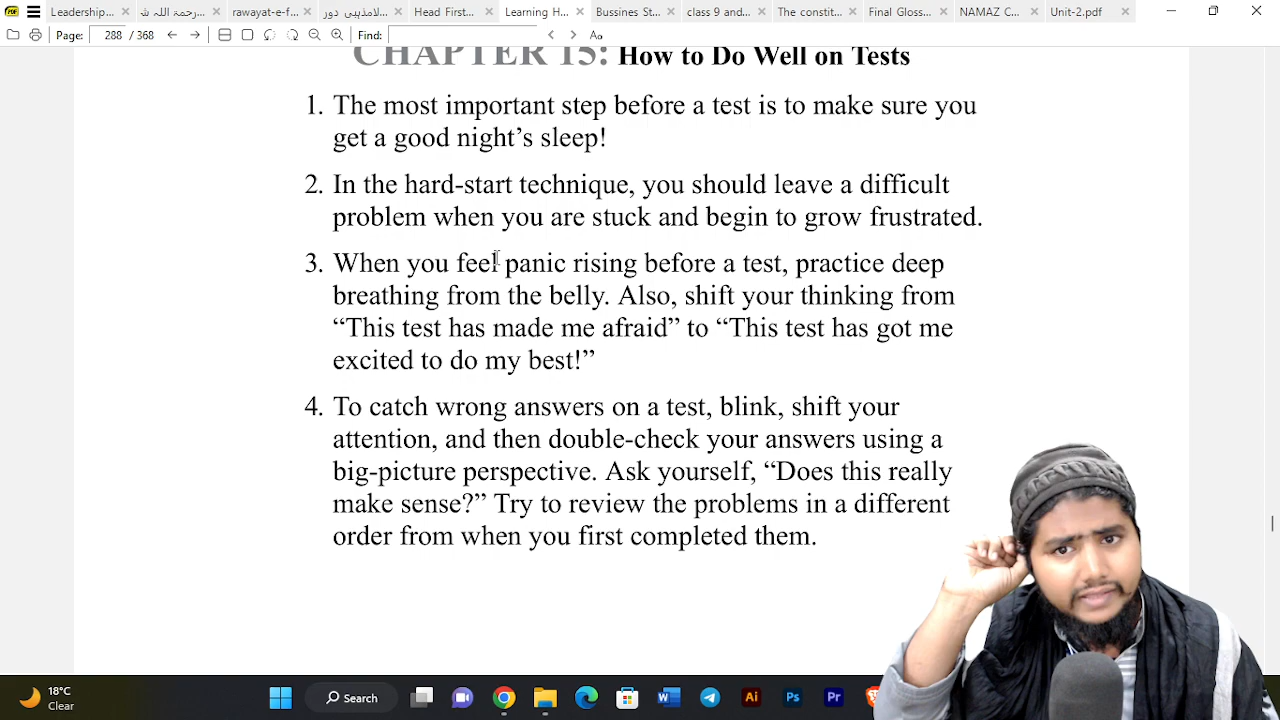 Leadership...
رحمة اللہ...
rawayat-e-f...
لامذہبی دور...
Head First...
Learning H...
Bussines St...
class 9 ad...
The constit...
Final Gloss...
NAMAZ C...
Unit-2.pdf
Page: 288 / 368 Find:
CHAPTER 15: How to Do Well on Tests
1. The most important step before a test is to make sure you
get a good night’s sleep!
2. In the hard-start technique, you should leave a difficult
problem when you are stuck and begin to grow frustrated.
3. When you feel panic rising before a test, practice deep
breathing from the belly. Also, shift your thinking from
“This test has made me afraid” to “This test has got me
excited to do my best!”
4. To catch wrong answers on a test, blink, shift your
attention, and then double-check your answers using a
big-picture perspective. Ask yourself, “Does this really
make sense?” Try to review the problems in a different
order from when you first completed them.
18°C
Clear
Search